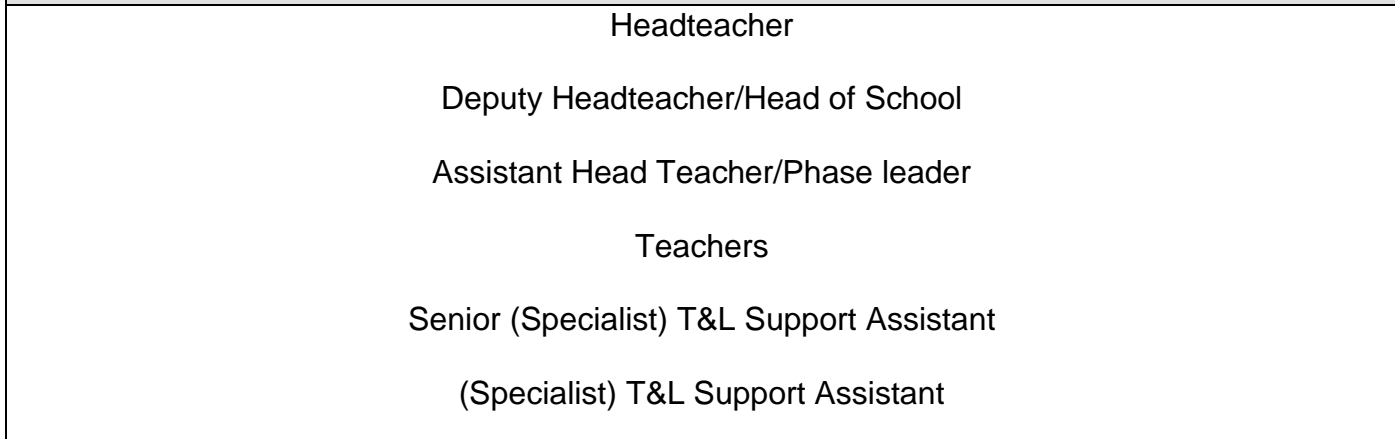 Headteacher
Deputy Headteacher/Head of School
Assistant Head Teacher/Phase leader
Teachers
Senior (Specialist) T&L Support Assistant
(Specialist) T&L Support Assistant